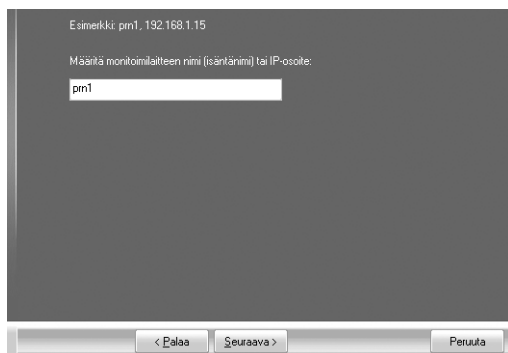 Esimerkki: prn1, 192.168.1.15
Määritä monitoimilaitteen nimi (isäntänimi) tai IP-osoite:
prn1
< Palaa Seuraava > Peruuta